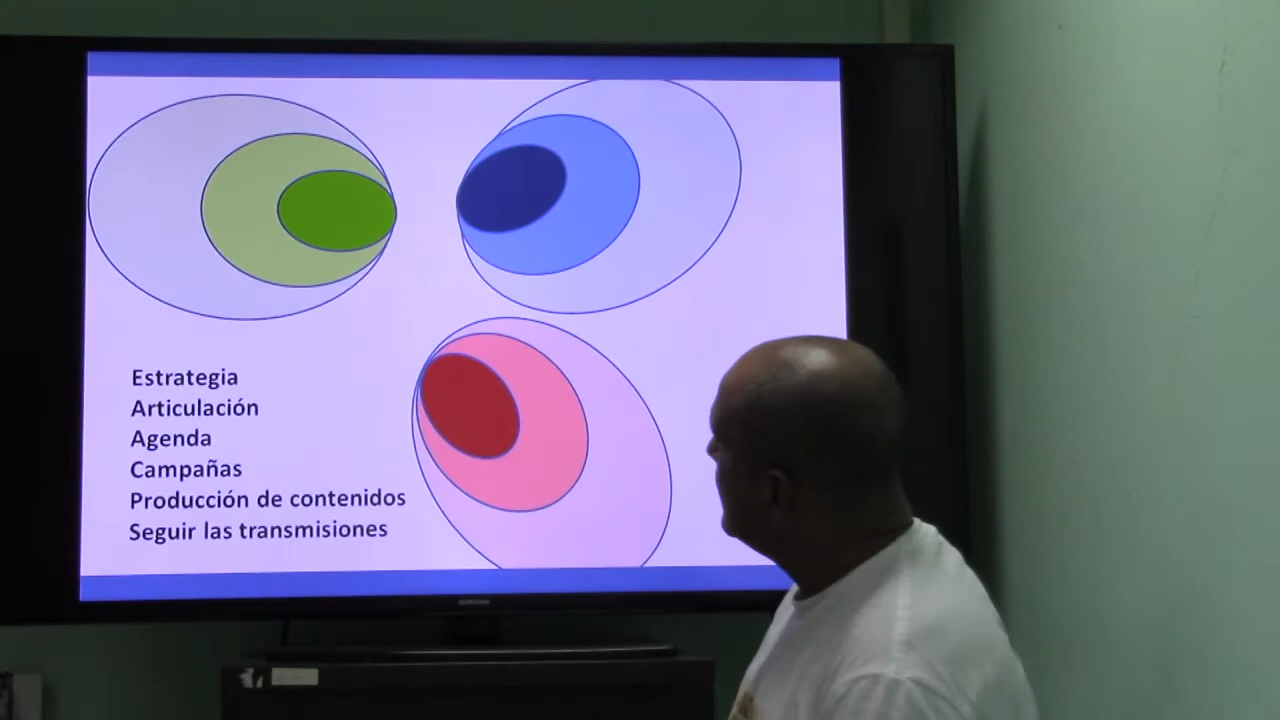 Estrategia
Articulación
Agenda
Campañas
Producción de contenidos
Seguir las transmisiones